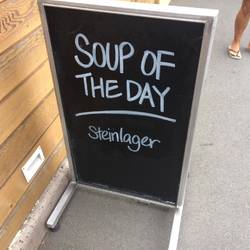 SOUP OF
THE DAY
Steinlager